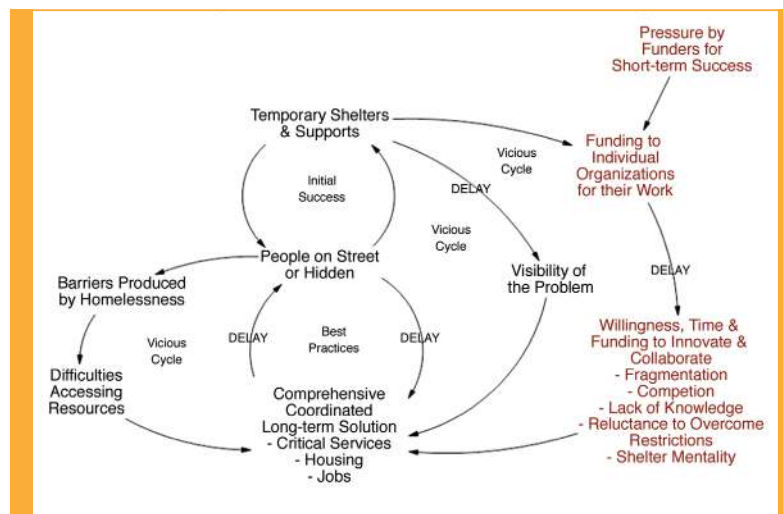 Pressure by
Funders for
Short-term Success
Temporary Shelters
& Supports
Vicious
Cycle
Funding to
Individual
Organizations
for their Work
Initial
Success
DELAY
Vicious
Cycle
People on Street
or Hidden
Visibility of
the Problem
DELAY
Barriers Produced
by Homelessness
Vicious
Cycle
DELAY
Best
Practices
DELAY
Willingness, Time &
Funding to Innovate &
Collaborate
- Fragmentation
- Competion
- Lack of Knowledge
- Reluctance to Overcome
Restrictions
- Shelter Mentality
Difficulties
Accessing
Resources
Comprehensive
Coordinated
Long-term Solution
- Critical Services
- Housing
- Jobs